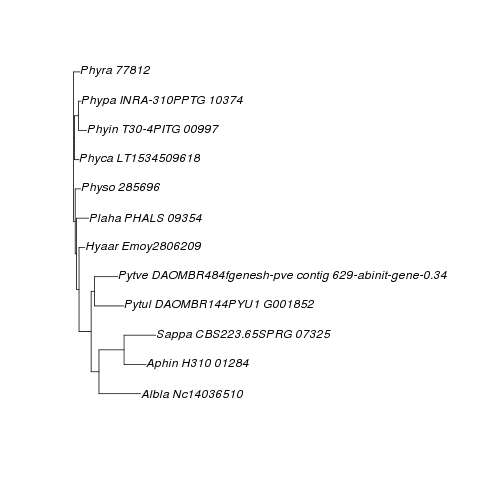 Phyra 77812
Phypa INRA-310PPTG 10374
Phyin T30-4PITG 00997
Phyca LT1534509618
Physo 285696
Plaha PHALS 09354
Hyaar Emoy2806209
Pytve DAOMBR484fgenesh-pve contig 629-abinit-gene-0.34
Pytul DAOMBR144PYU1 G001852
Sappa CBS223.65SPRG 07325
Aphin H310 01284
Albla Nc14036510